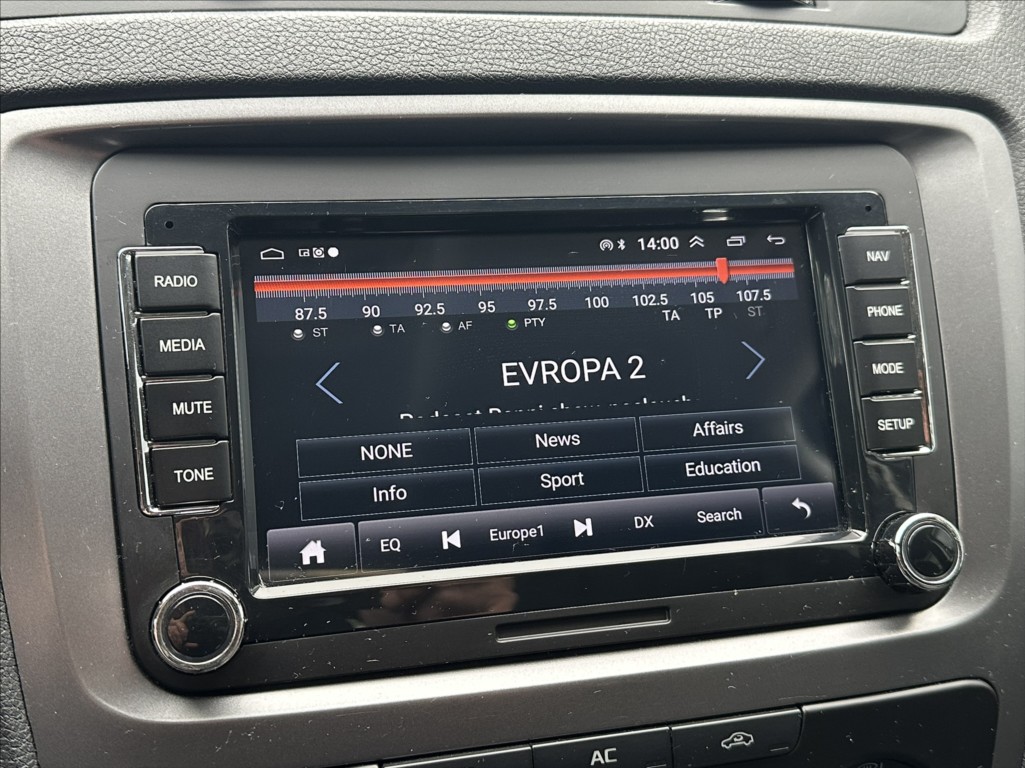 14:00
RADIO
NAV
87.5 90 92.5 95 97.5 100 102.5 105 107.5
ST TA AF PTY TA TP ST
MEDIA
PHONE
EVROPA 2
MODE
MUTE
NONE News Affairs
SETUP
TONE
Info Sport Education
EQ Europe1 DX Search
AC